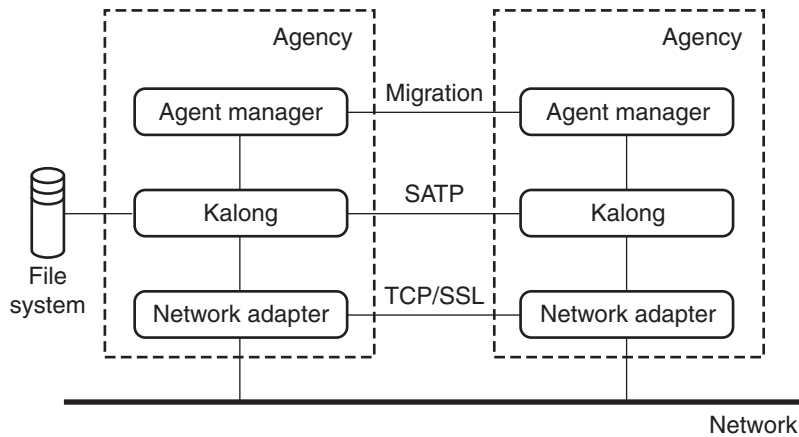 Agency
Agency
Agent manager
Migration
Agent manager
Kalong
SATP
Kalong
File
system
Network adapter
TCP/SSL
Network adapter
Network